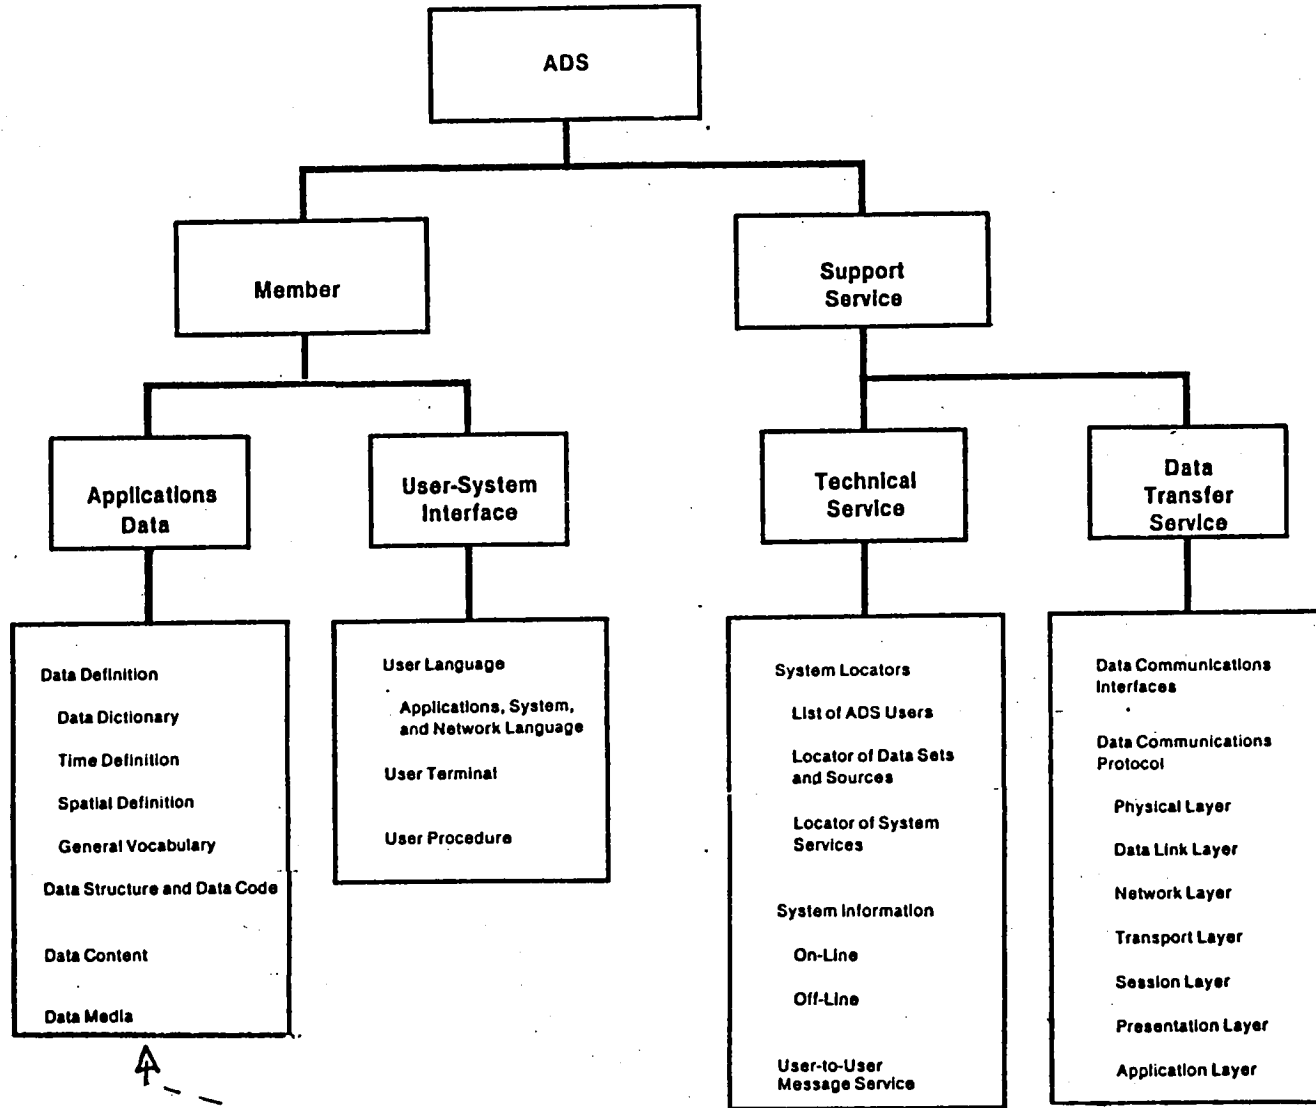 ADS
Member
Support
Service
Applications
Data
User-System
Interface
Technical
Service
Data
Transfer
Service
Data Definition
Data Dictionary
Time Definition
Spatial Definition
General Vocabulary
Data Structure and Data Code
Data Content
Data Media
User Language
Applications, System,
and Network Language
User Terminal
User Procedure
System Locators
List of ADS Users
Locator of Data Sets
and Sources
Locator of System
Services
System Information
On-Line
Off-Line
User-to-User
Message Service
Data Communications
Interfaces
Data Communications
Protocol
Physical Layer
Data Link Layer
Network Layer
Transport Layer
Session Layer
Presentation Layer
Application Layer